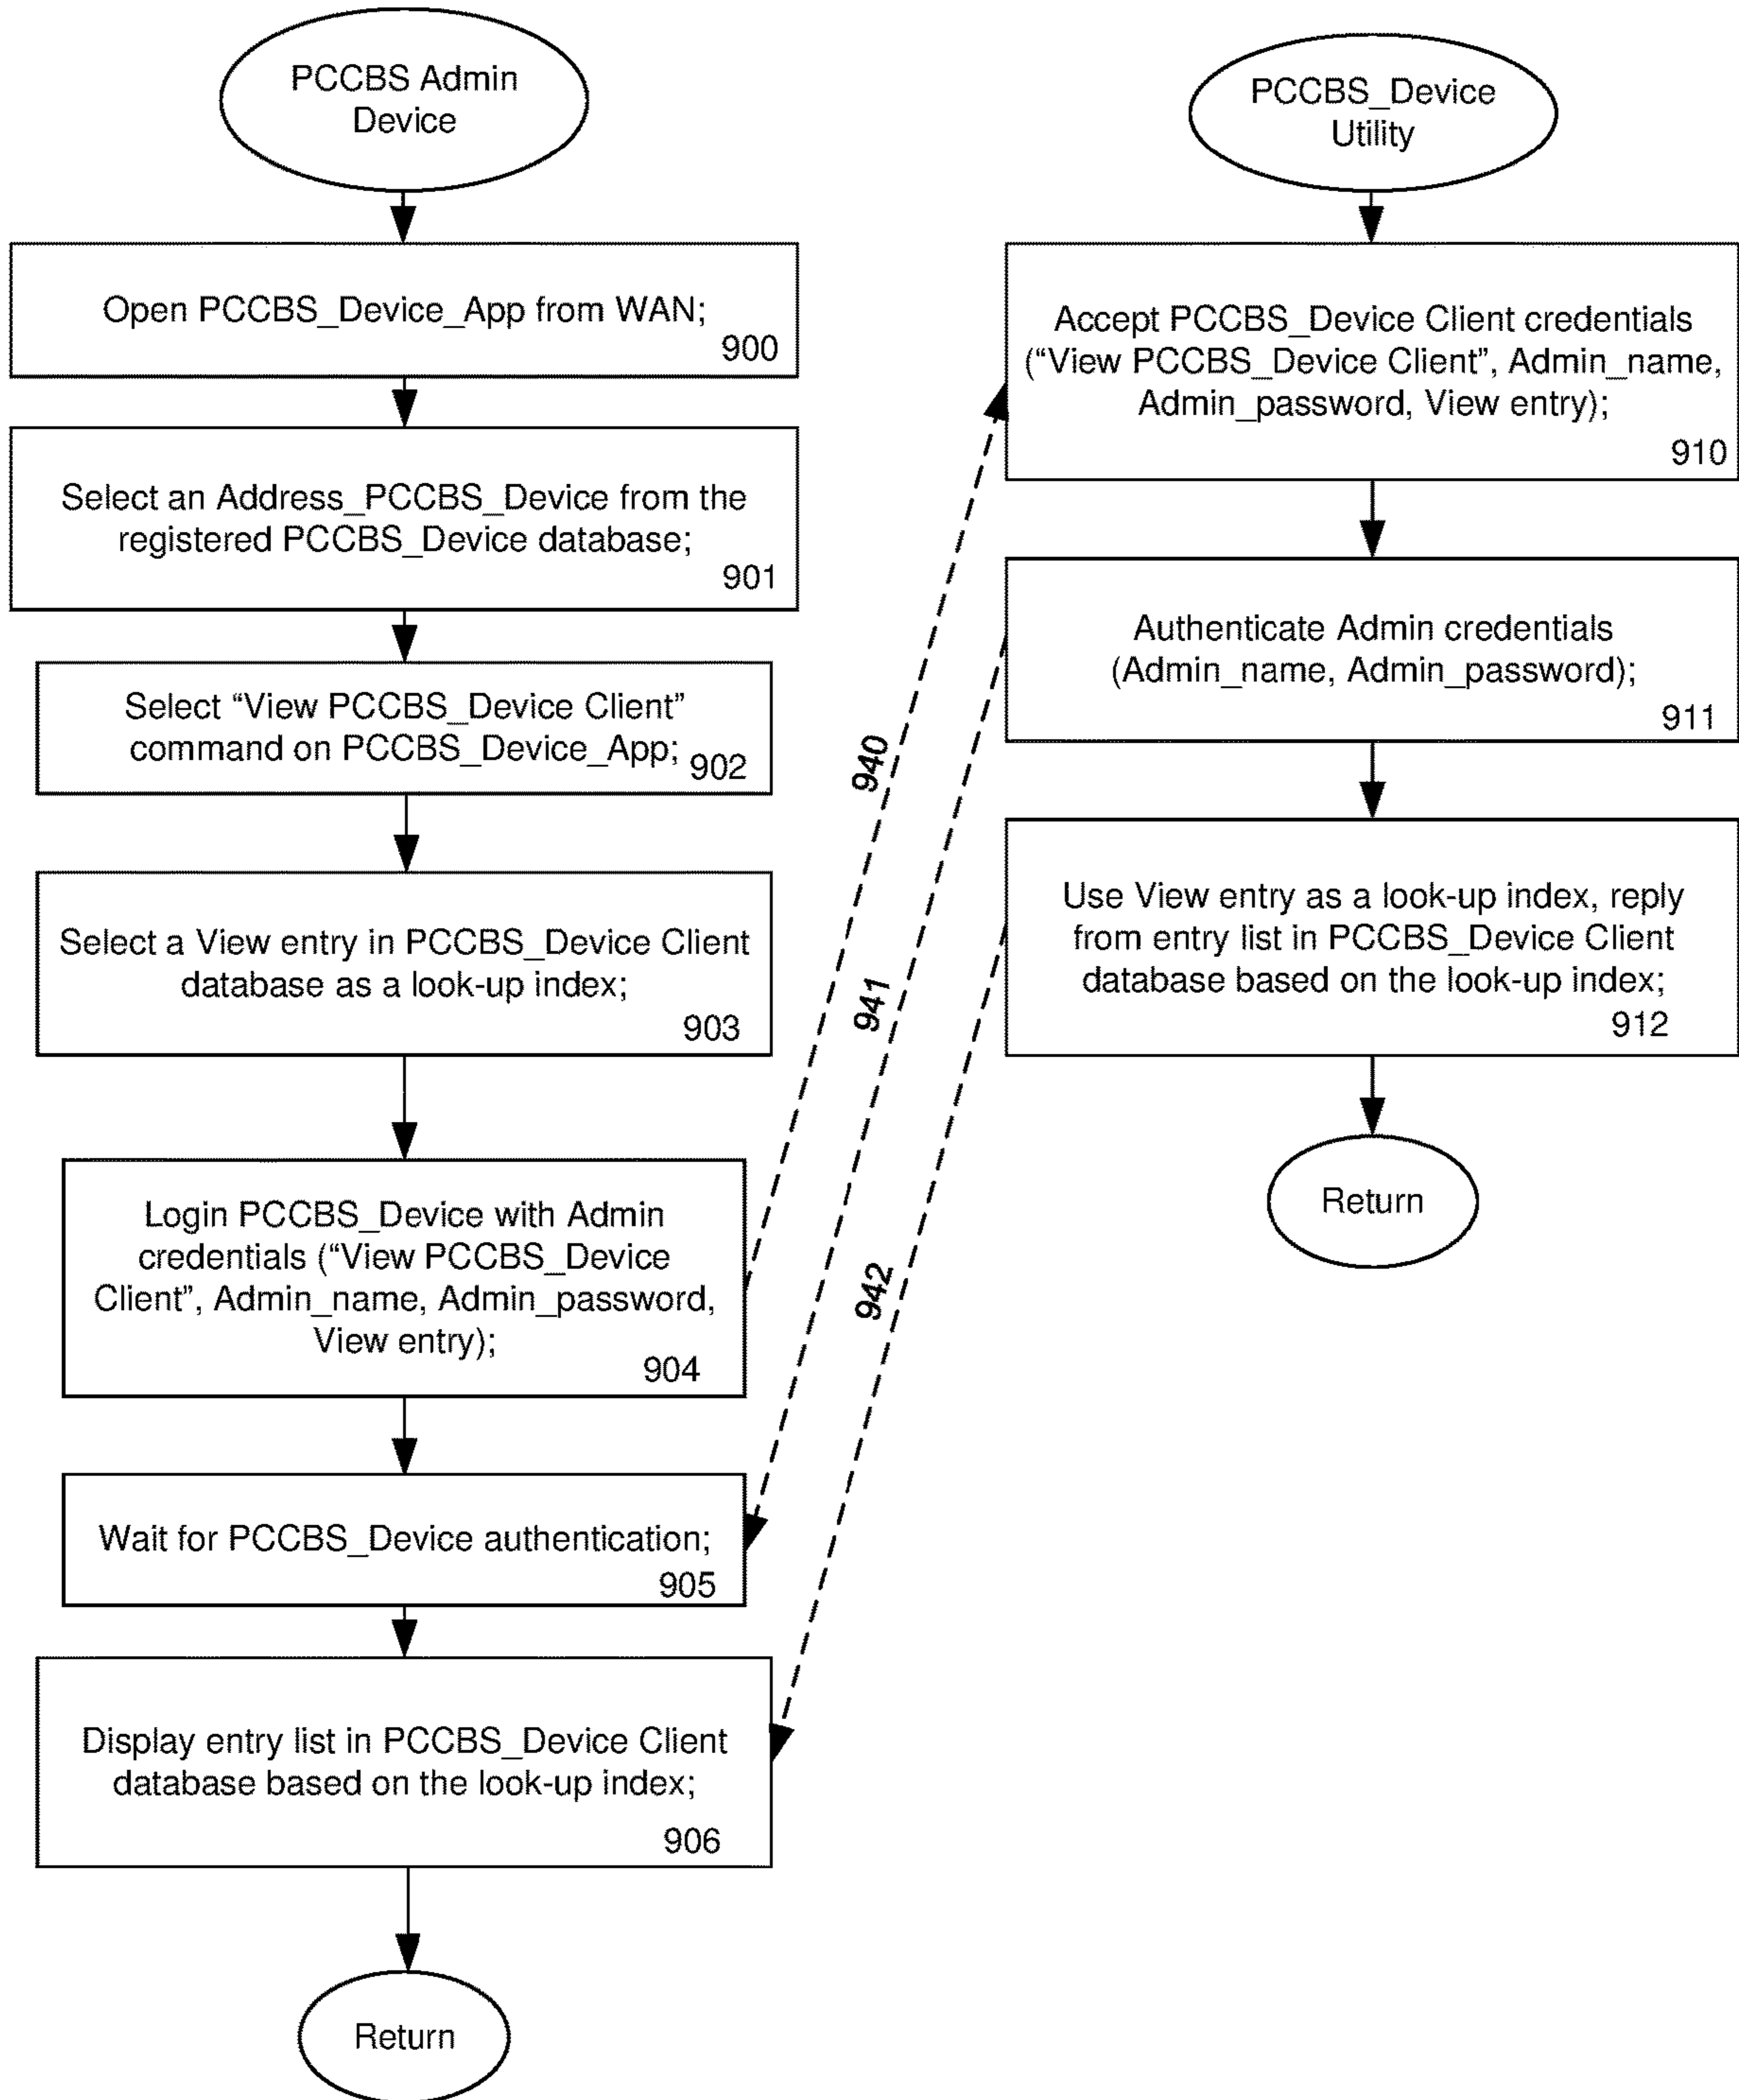 PCCBS Admin
Device
Open PCCBS_Device_App from WAN;
900
Select an Address_PCCBS_Device from the
registered PCCBS_Device database;
901
Select “View PCCBS_Device Client”
command on PCCBS_Device_App;
902
Select a View entry in PCCBS_Device Client
database as a look-up index;
903
Login PCCBS_Device with Admin
credentials (“View PCCBS_Device
Client”, Admin_name, Admin_password,
View entry);
904
Wait for PCCBS_Device authentication;
905
Display entry list in PCCBS_Device Client
database based on the look-up index;
906
Return
940
941
942
PCCBS_Device
Utility
Accept PCCBS_Device Client credentials
(“View PCCBS_Device Client”, Admin_name,
Admin_password, View entry);
910
Authenticate Admin credentials
(Admin_name, Admin_password);
911
Use View entry as a look-up index, reply
from entry list in PCCBS_Device Client
database based on the look-up index;
912
Return